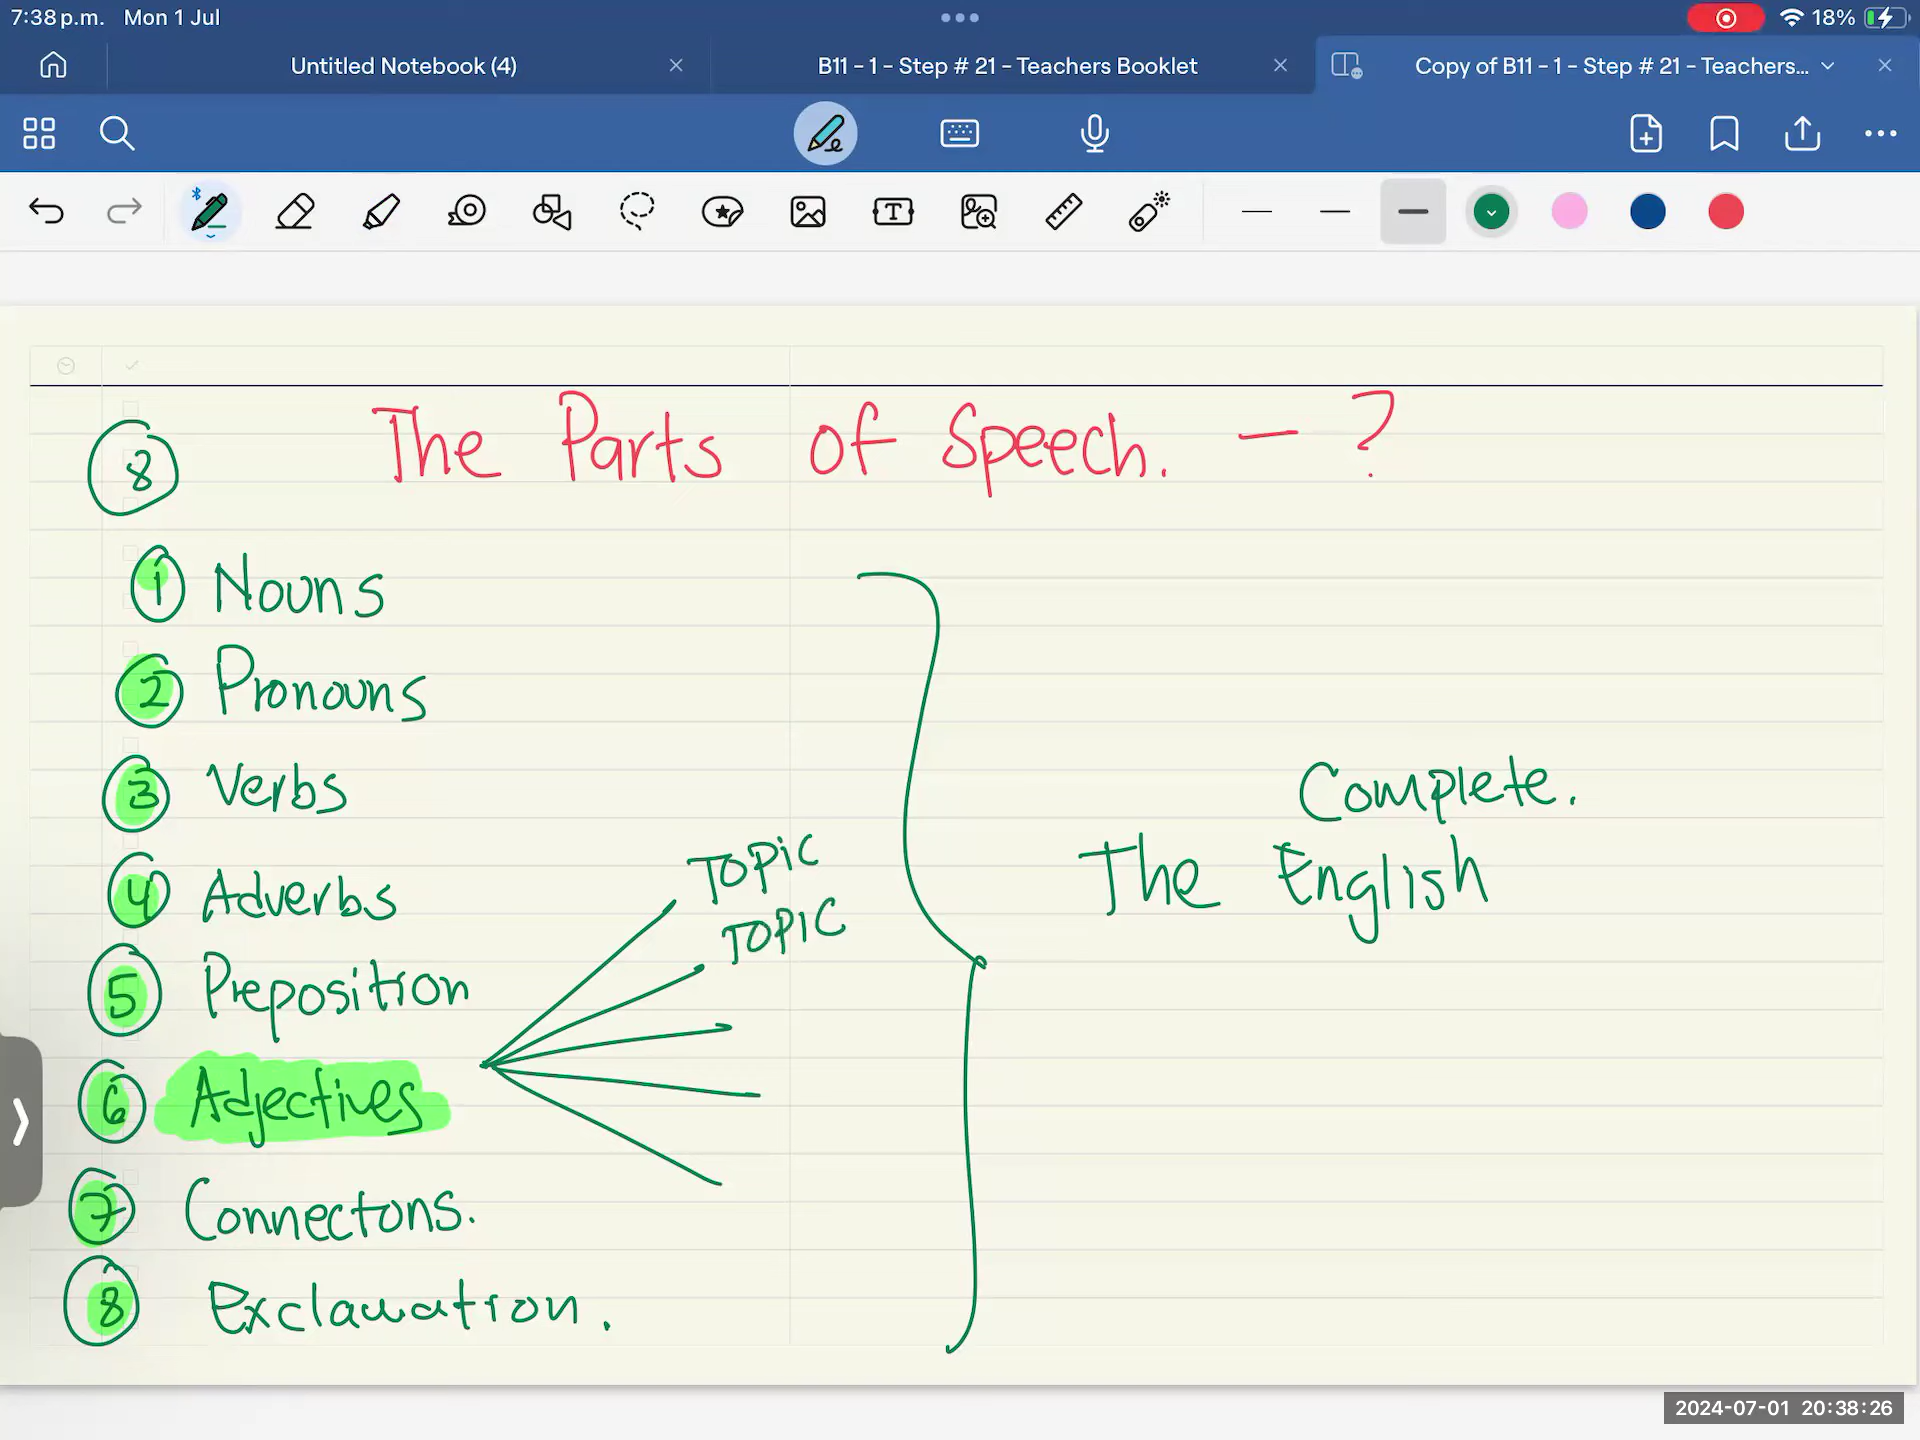 7:38 p.m. Mon 1 Jul
18%
Untitled Notebook (4)
B11 - 1 - Step # 21 - Teachers Booklet
Copy of B11 - 1 - Step # 21 - Teachers...
8
The Parts of Speech. - ?
1 Nouns
2 Pronouns
3 Verbs
4 Adverbs
5 Preposition
6 Adjectives
7 Connectons.
8 Exclamation.
TOPIC
TOPIC
Complete.
The English
2024-07-01 20:38:26